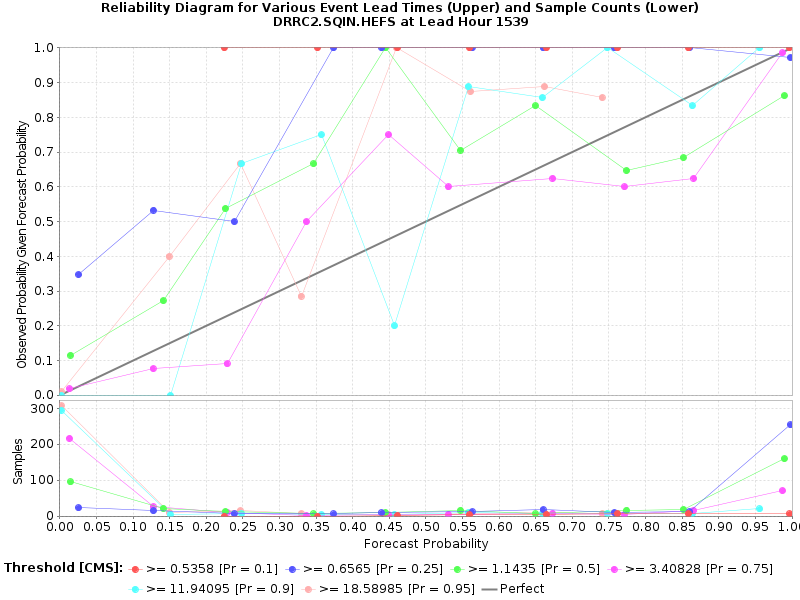 Reliability Diagram for Various Event Lead Times (Upper) and Sample Counts (Lower)
DRRC2.SQIN.HEFS at Lead Hour 1539
Observed Probability Given Forecast Probability
1.0
0.9
0.8
0.7
0.6
0.5
0.4
0.3
0.2
0.1
0.0
Samples
300
200
100
0
0.00 0.05 0.10 0.15 0.20 0.25 0.30 0.35 0.40 0.45 0.50 0.55 0.60 0.65 0.70 0.75 0.80 0.85 0.90 0.95 1.00
Forecast Probability
Threshold [CMS]: >= 0.5358 [Pr = 0.1] >= 0.6565 [Pr = 0.25] >= 1.1435 [Pr = 0.5] >= 3.40828 [Pr = 0.75]
>= 11.94095 [Pr = 0.9] >= 18.58985 [Pr = 0.95] Perfect